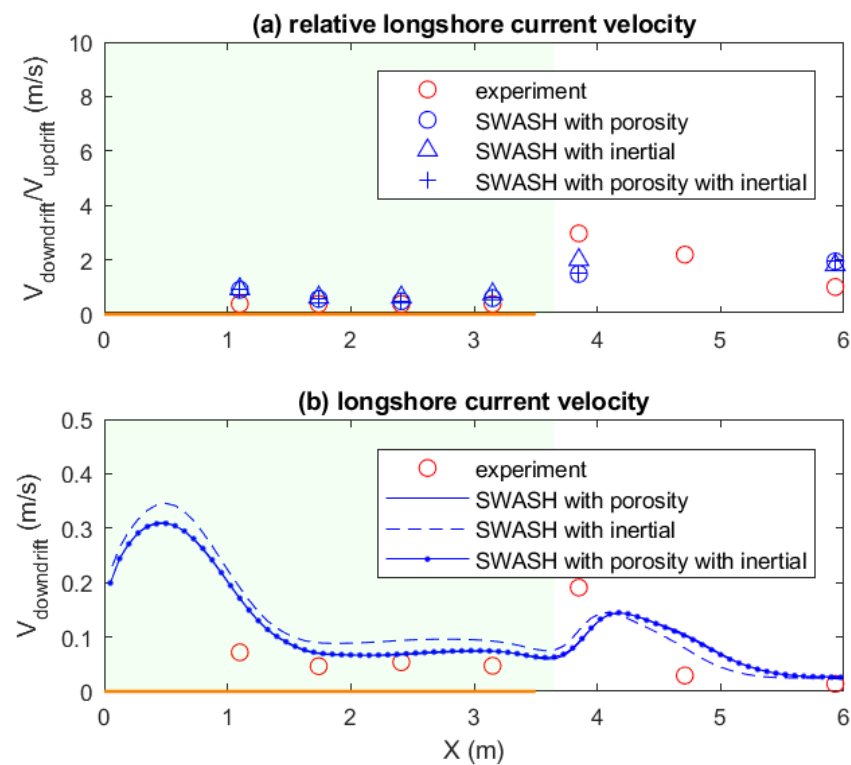 (a) relative longshore current velocity
V_downdrift/V_updrift (m/s)
10
8
6
4
2
0
experiment
SWASH with porosity
SWASH with inertial
SWASH with porosity with inertial
0 1 2 3 4 5 6
(b) longshore current velocity
V_downdrift (m/s)
0.5
0.4
0.3
0.2
0.1
0
experiment
SWASH with porosity
SWASH with inertial
SWASH with porosity with inertial
0 1 2 3 4 5 6
X (m)